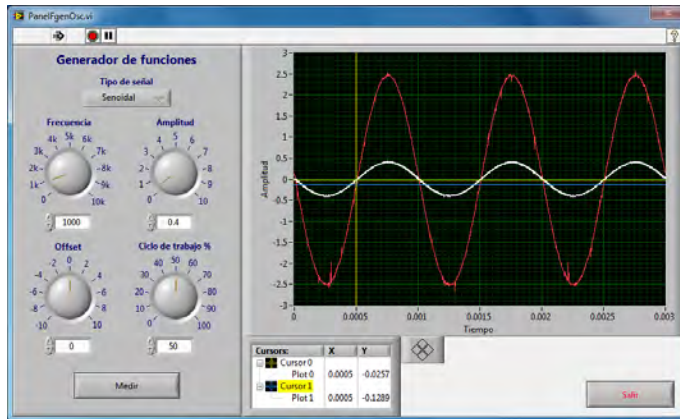 PanelFgenOsc.vi
Generador de funciones
Tipo de señal
Senoidal
Frecuencia
0 1k 2k 3k 4k 5k 6k 7k 8k 9k 10k
1000
Amplitud
0 1 2 3 4 5 6 7 8 9 10
0.4
Offset
-10 -8 -6 -4 -2 0 2 4 6 8 10
0
Ciclo de trabajo %
0 10 20 30 40 50 60 70 80 90 100
50
Medir
Amplitud
3
2.5
2
1.5
1
0.5
0
-0.5
-1
-1.5
-2
-2.5
-3
0 0.0005 0.001 0.0015 0.002 0.0025 0.003
Tiempo
Cursors: X Y
Cursor 0
Plot 0 0.0005 -0.0257
Cursor 1
Plot 1 0.0005 -0.1289
Salir
?